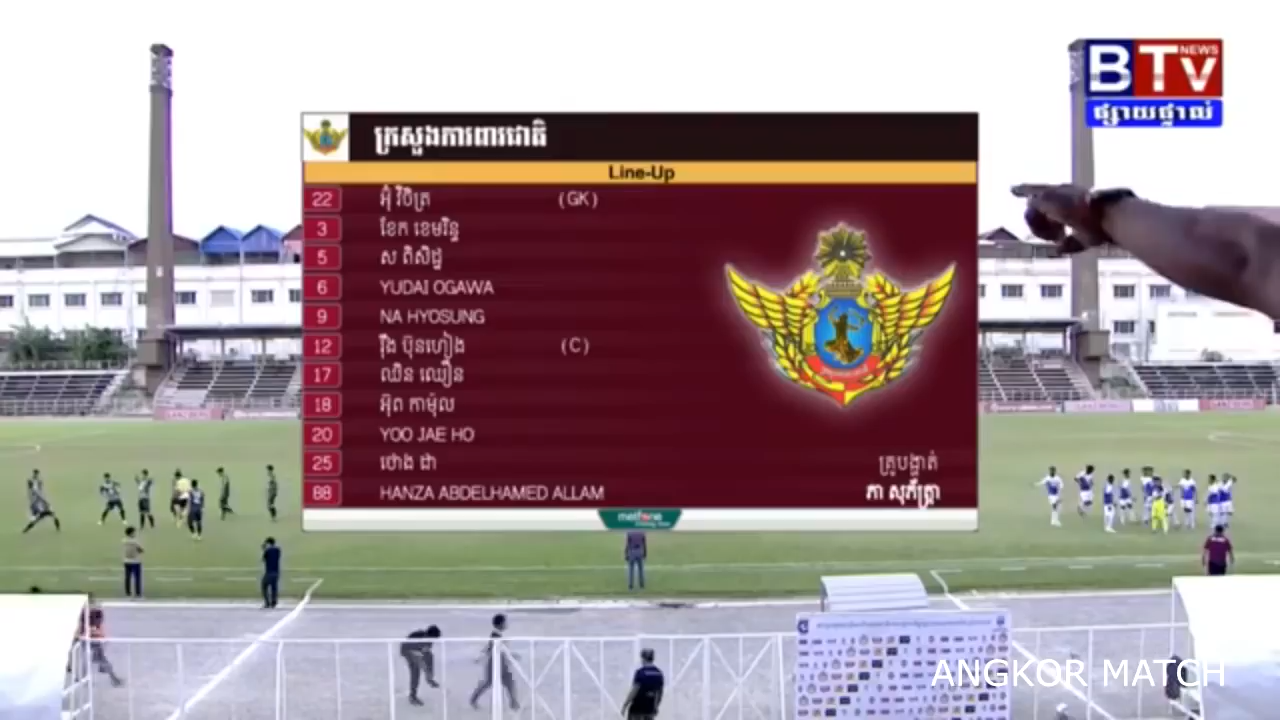 BTV NEWS
ផ្សាយផ្ទាល់
ក្រសួងការពារជាតិ
Line-Up
22 អ៊ុំ វិចិត្រ (GK)
3 ខែក ខេមរិន្ទ
5 ស ពិសិដ្ឋ
6 YUDAI OGAWA
9 NA HYOSUNG
12 រ៉ឹង ប៊ុនហៀង (C)
17 ឈិន ឈឿន
18 អ៊ុត កាម៉ុល
20 YOO JAE HO
25 ថោង ដា
88 HANZA ABDELHAMED ALLAM
គ្រូបង្វឹក
ភា សុភ័ក្ត្រា
metfone
ANGKOR MATCH